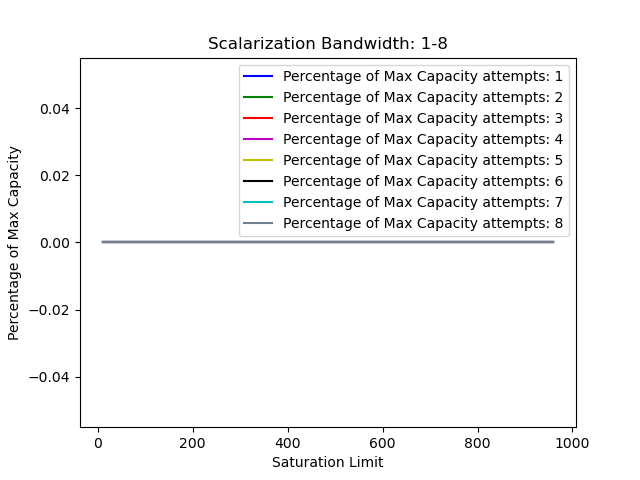 Scalarization Bandwidth: 1-8
Percentage of Max Capacity attempts: 1
Percentage of Max Capacity attempts: 2
Percentage of Max Capacity attempts: 3
Percentage of Max Capacity attempts: 4
Percentage of Max Capacity attempts: 5
Percentage of Max Capacity attempts: 6
Percentage of Max Capacity attempts: 7
Percentage of Max Capacity attempts: 8
Percentage of Max Capacity
0.04
0.02
0.00
−0.02
−0.04
0 200 400 600 800 1000
Saturation Limit